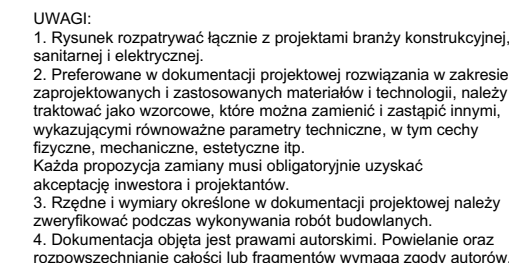 UWAGI:
1. Rysunek rozpatrywać łącznie z projektami branży konstrukcyjnej,
sanitarnej i elektrycznej.
2. Preferowane w dokumentacji projektowej rozwiązania w zakresie
zaprojektowanych i zastosowanych materiałów i technologii, należy
traktować jako wzorcowe, które można zamienić i zastąpić innymi,
wykazującymi równoważne parametry techniczne, w tym cechy
fizyczne, mechaniczne, estetyczne itp.
Każda propozycja zamiany musi obligatoryjnie uzyskać
akceptację inwestora i projektantów.
3. Rzędne i wymiary określone w dokumentacji projektowej należy
zweryfikować podczas wykonywania robót budowlanych.
4. Dokumentacja objęta jest prawami autorskimi. Powielanie oraz
rozpowszechnianie całości lub fragmentów wymaga zgody autorów.